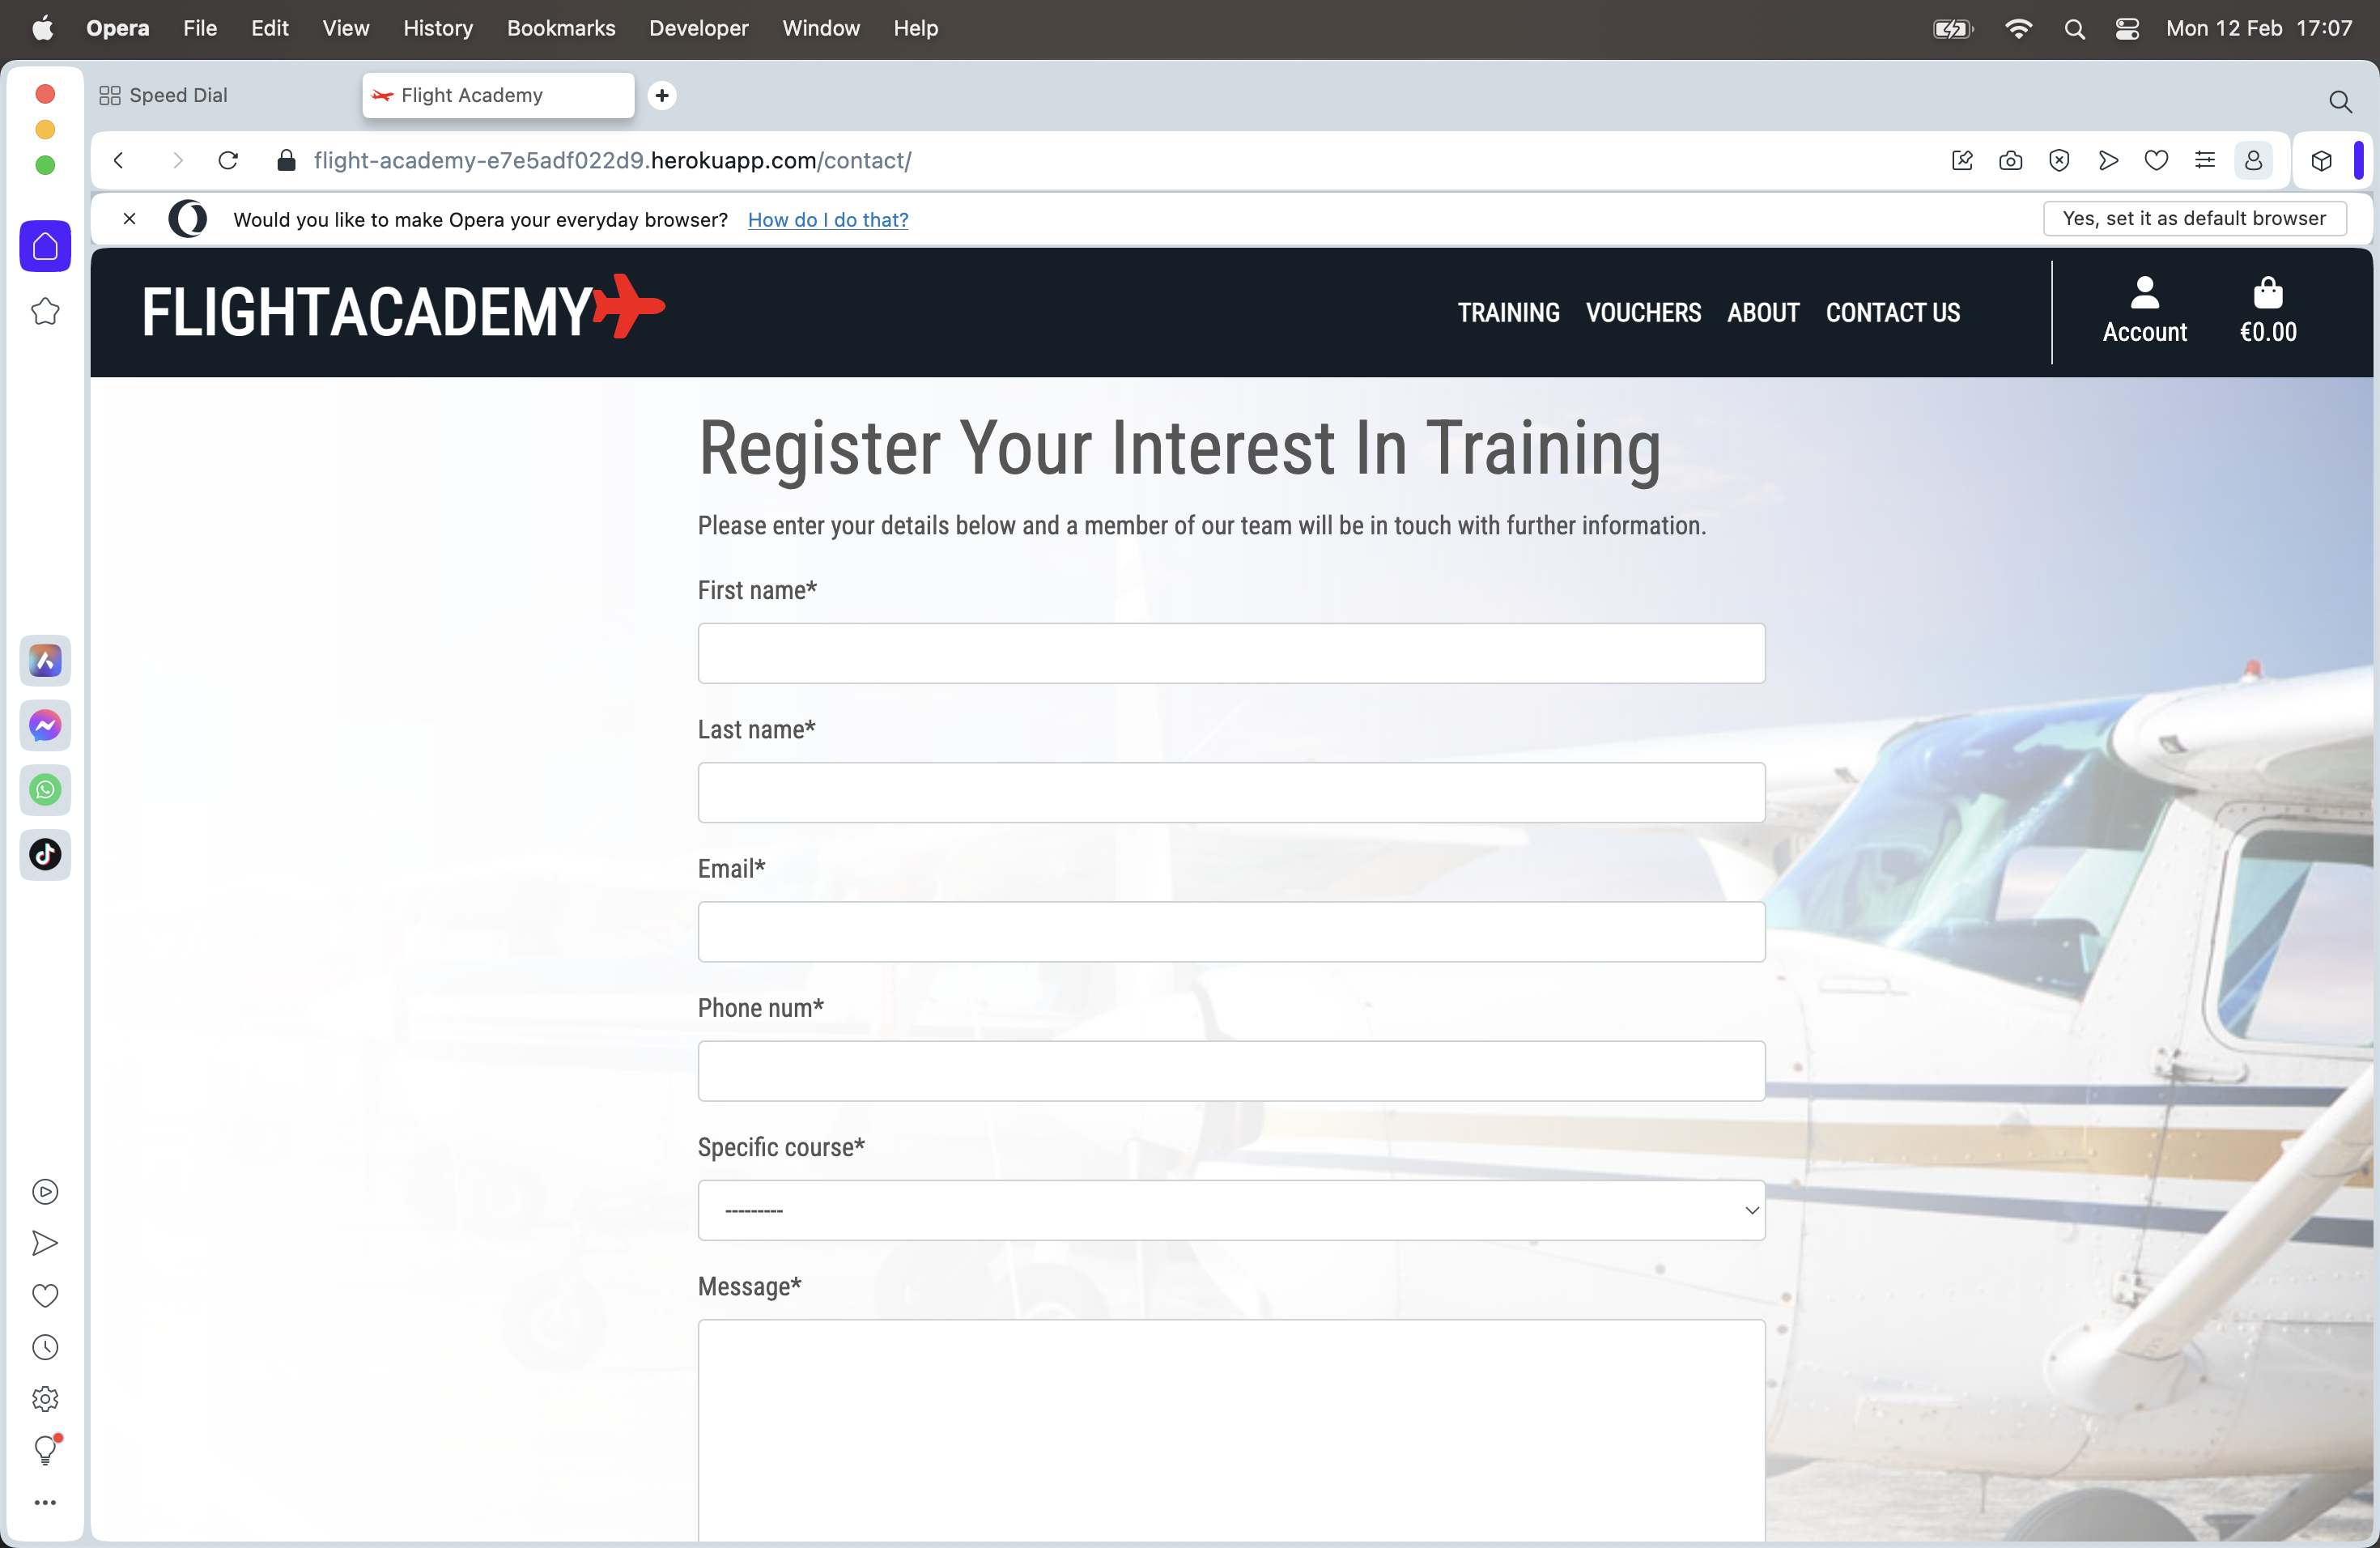 Opera File Edit View History Bookmarks Developer Window Help Mon 12 Feb 17:07
Speed Dial Flight Academy
flight-academy-e7e5adf022d9.herokuapp.com/contact/
Would you like to make Opera your everyday browser? How do I do that? Yes, set it as default browser
FLIGHTACADEMY TRAINING VOUCHERS ABOUT CONTACT US Account €0.00
Register Your Interest In Training
Please enter your details below and a member of our team will be in touch with further information.
First name*
Last name*
Email*
Phone num*
Specific course*
---------
Message*